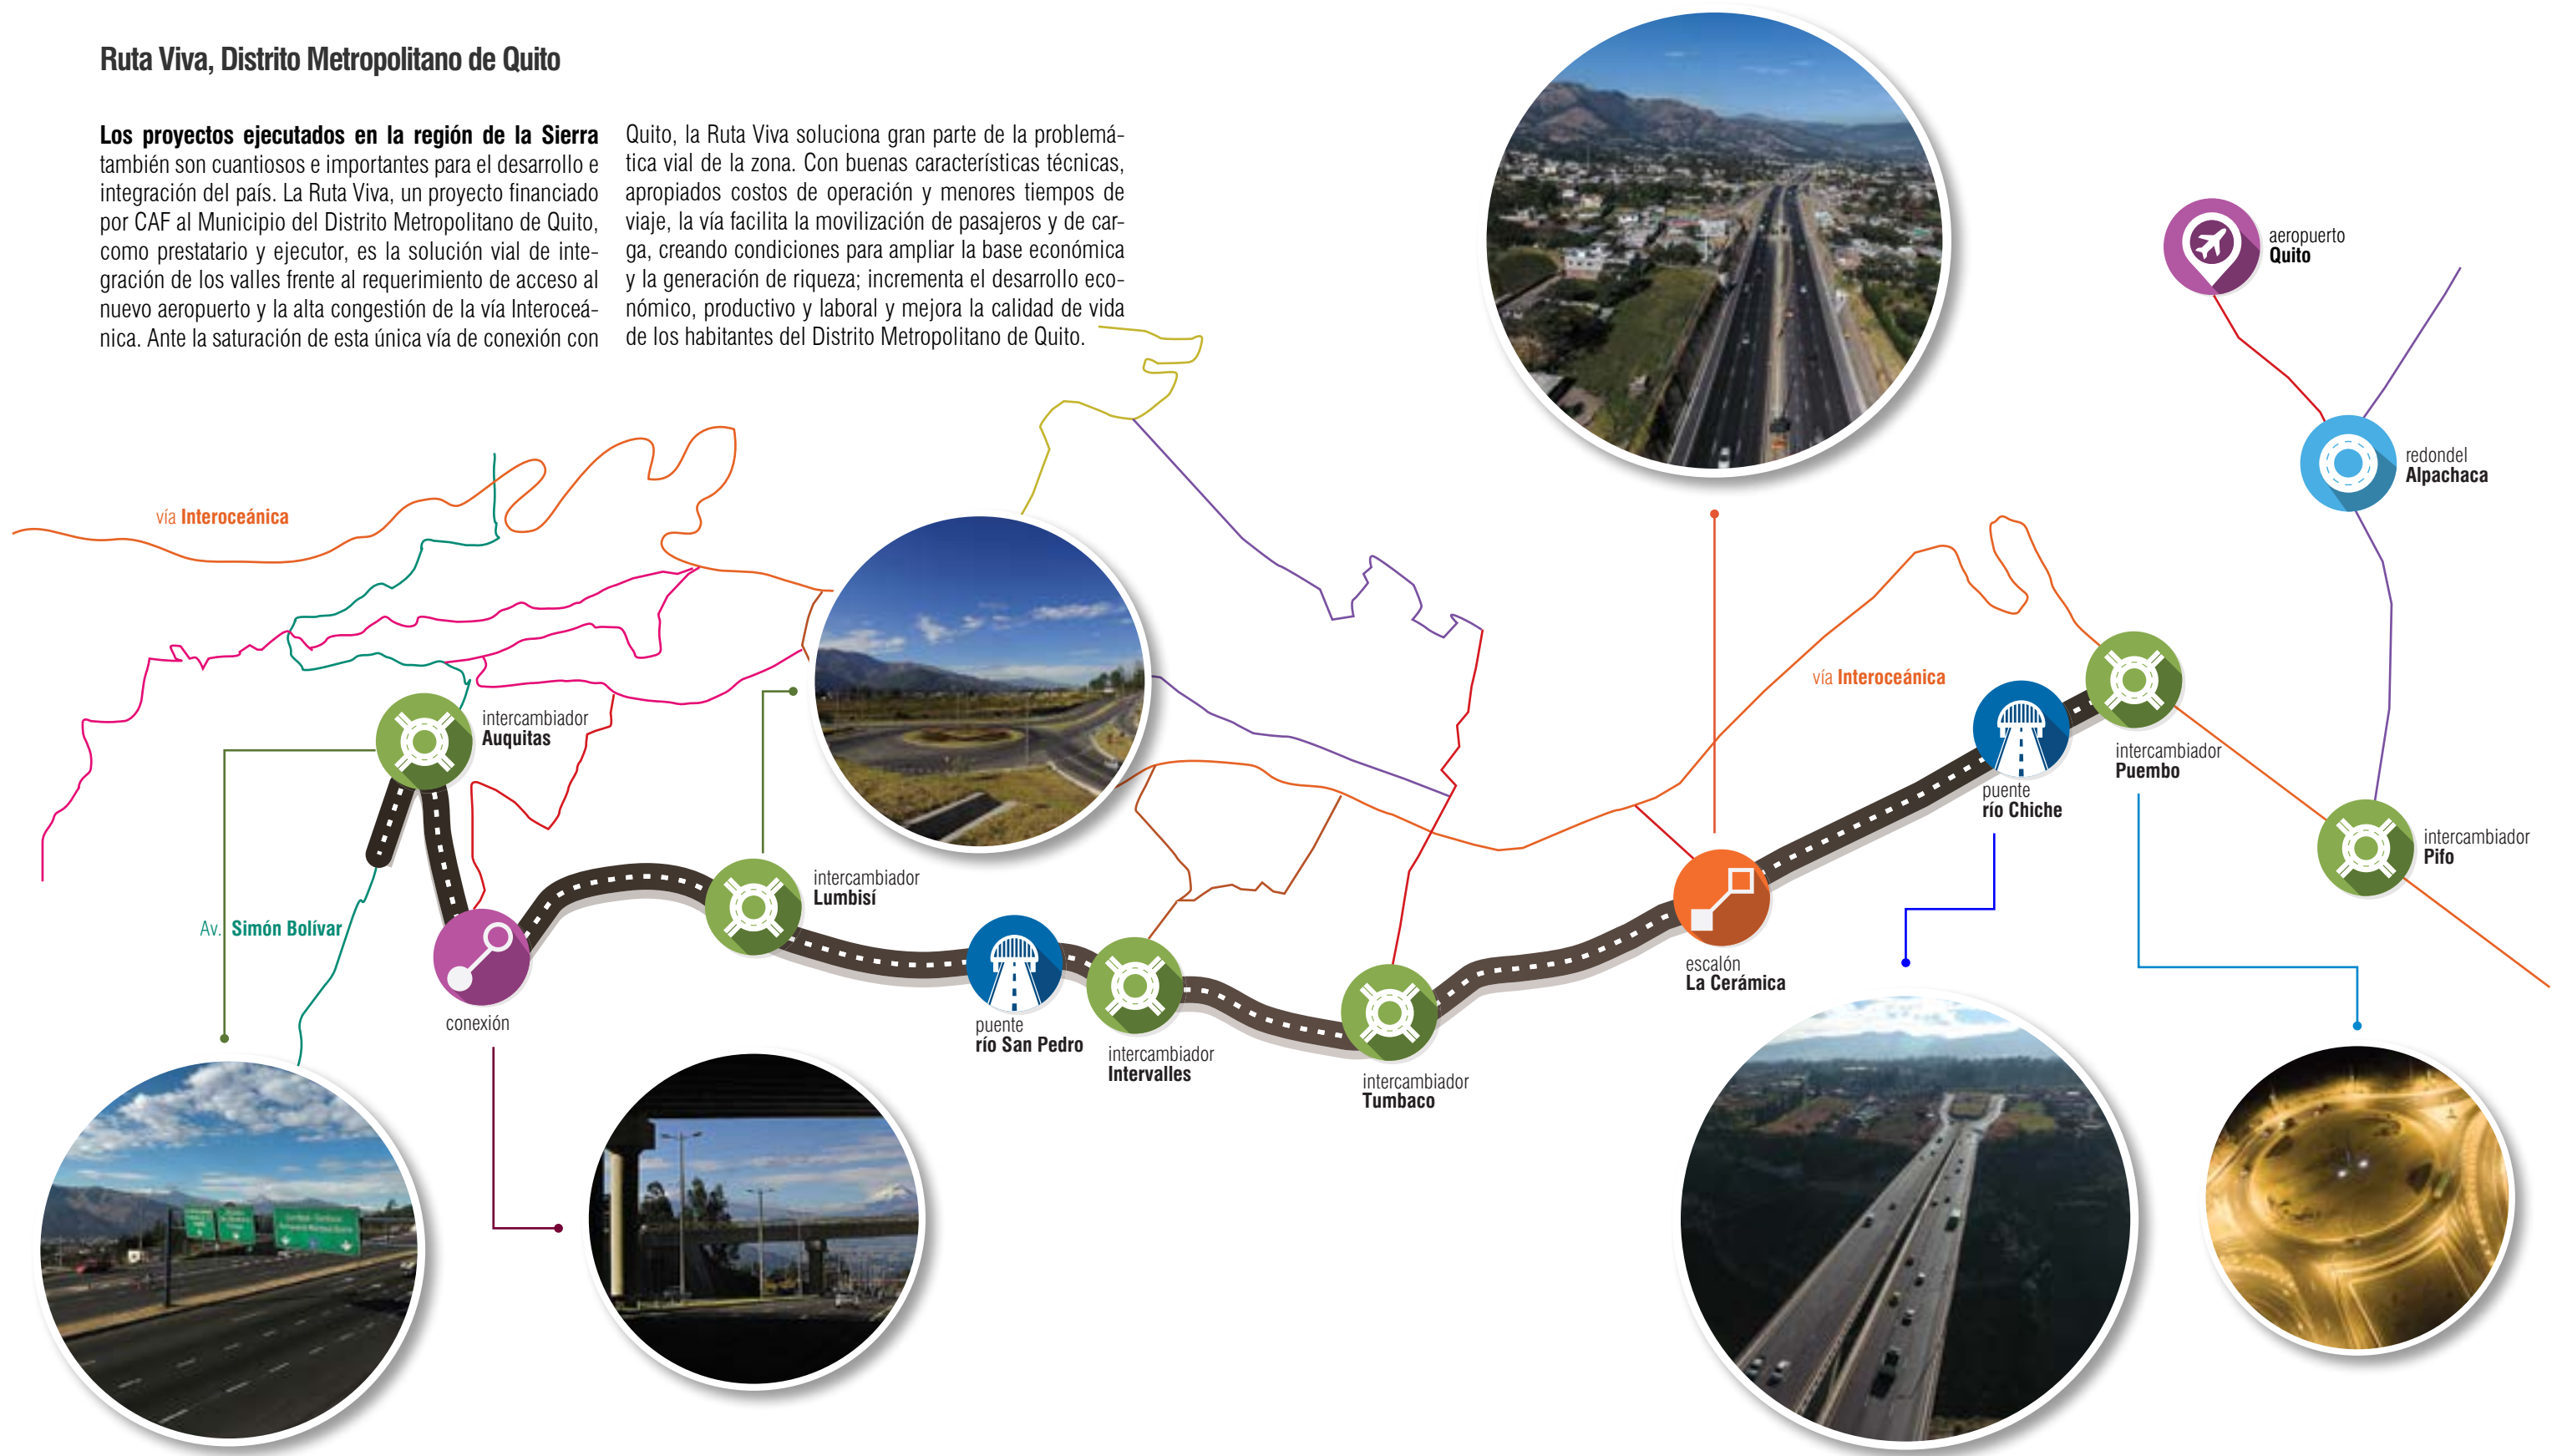 Ruta Viva, Distrito Metropolitano de Quito
Los proyectos ejecutados en la región de la Sierra
también son cuantiosos e importantes para el desarrollo e
integración del país. La Ruta Viva, un proyecto financiado
por CAF al Municipio del Distrito Metropolitano de Quito,
como prestatario y ejecutor, es la solución vial de inte-
gración de los valles frente al requerimiento de acceso al
nuevo aeropuerto y la alta congestión de la vía Interoceá-
nica. Ante la saturación de esta única vía de conexión con
Quito, la Ruta Viva soluciona gran parte de la problemá-
tica vial de la zona. Con buenas características técnicas,
apropiados costos de operación y menores tiempos de
viaje, la vía facilita la movilización de pasajeros y de car-
ga, creando condiciones para ampliar la base económica
y la generación de riqueza; incrementa el desarrollo eco-
nómico, productivo y laboral y mejora la calidad de vida
de los habitantes del Distrito Metropolitano de Quito.
aeropuerto
Quito
redondel
Alpachaca
vía Interoceánica
vía Interoceánica
intercambiador
Auquitas
intercambiador
Puembo
puente
río Chiche
intercambiador
Pifo
intercambiador
Lumbisí
Av. Simón Bolívar
escalón
La Cerámica
conexión
puente
río San Pedro
intercambiador
Intervalles
intercambiador
Tumbaco